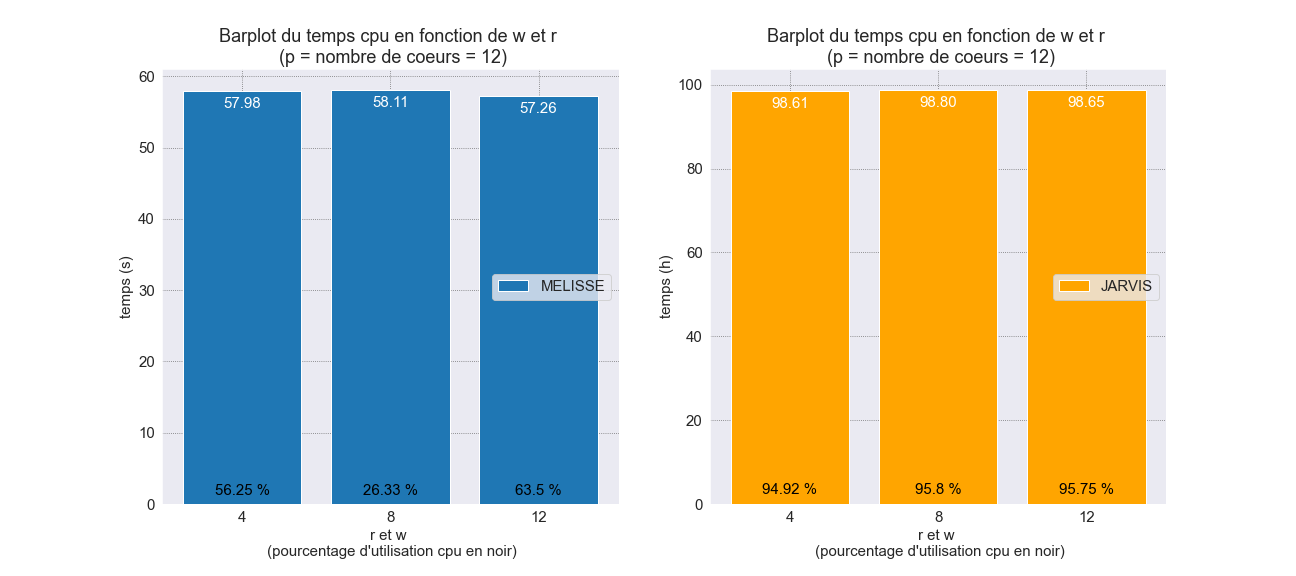 Barplot du temps cpu en fonction de w et r
(p = nombre de coeurs = 12)
60
50
40
30
20
10
0
temps (s)
57.98
58.11
57.26
MELISSE
56.25 %
26.33 %
63.5 %
4
8
12
r et w
(pourcentage d'utilisation cpu en noir)
Barplot du temps cpu en fonction de w et r
(p = nombre de coeurs = 12)
100
80
60
40
20
0
temps (h)
98.61
98.80
98.65
JARVIS
94.92 %
95.8 %
95.75 %
4
8
12
r et w
(pourcentage d'utilisation cpu en noir)